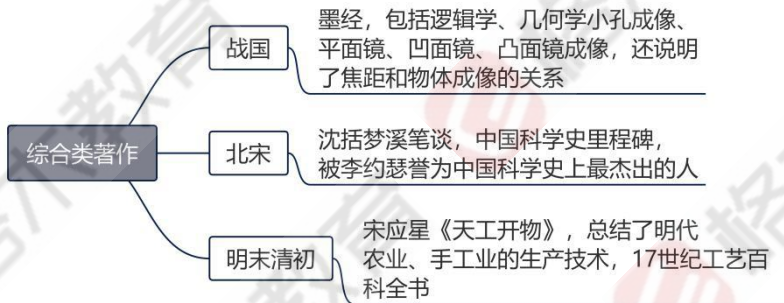 综合类著作
战国
墨经，包括逻辑学、几何学小孔成像、
平面镜、凹面镜、凸面镜成像，还说明
了焦距和物体成像的关系
北宋
沈括梦溪笔谈，中国科学史里程碑，
被李约瑟誉为中国科学史上最杰出的人
明末清初
宋应星《天工开物》，总结了明代
农业、手工业的生产技术，17世纪工艺百
科全书